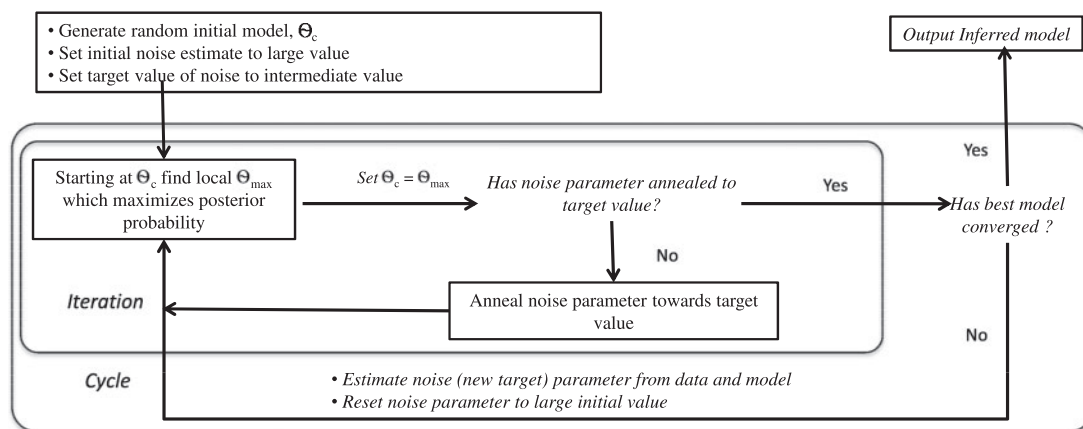 • Generate random initial model, Θc
• Set initial noise estimate to large value
• Set target value of noise to intermediate value
Output Inferred model
Starting at Θc find local Θmax
which maximizes posterior
probability
Set Θc = Θmax
Has noise parameter annealed to
target value?
Yes
Yes
Has best model
converged ?
No
Anneal noise parameter towards target
value
Iteration
No
Cycle
• Estimate noise (new target) parameter from data and model
• Reset noise parameter to large initial value